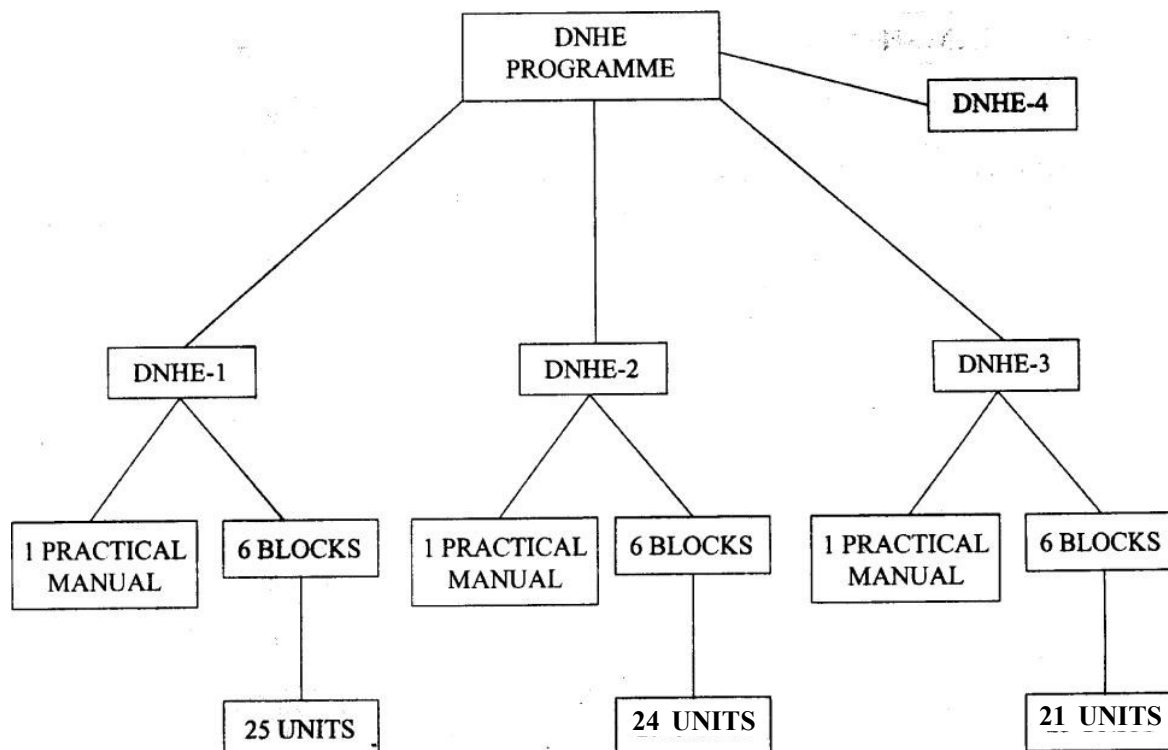 DNHE
PROGRAMME
DNHE-4
DNHE-1
DNHE-2
DNHE-3
1 PRACTICAL
MANUAL
6 BLOCKS
1 PRACTICAL
MANUAL
6 BLOCKS
1 PRACTICAL
MANUAL
6 BLOCKS
25 UNITS
24 UNITS
21 UNITS